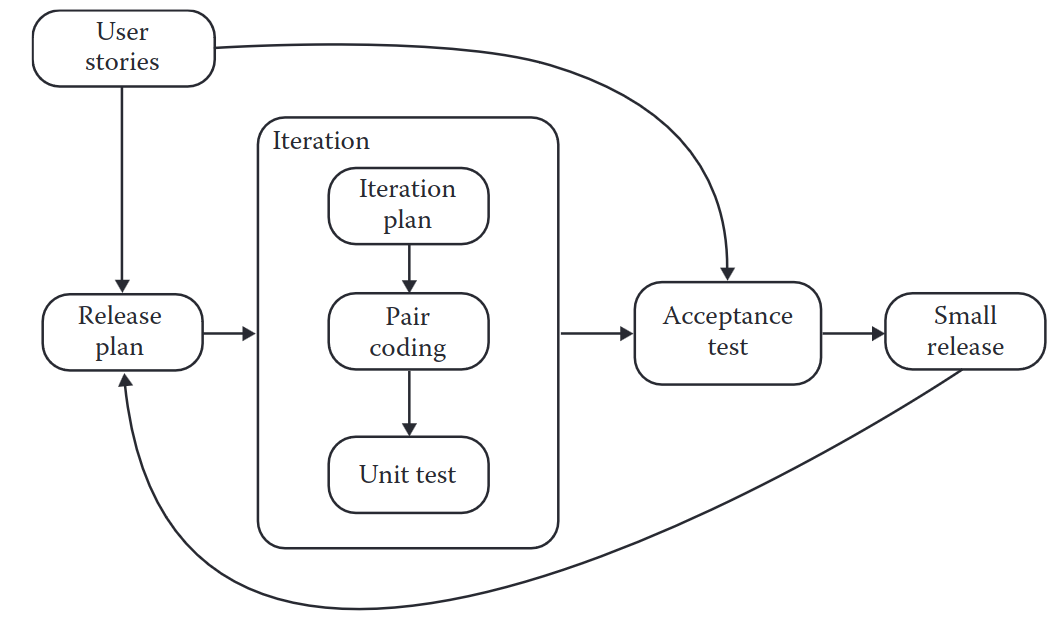 User
stories
Iteration
Iteration
plan
Release
plan
Pair
coding
Acceptance
test
Small
release
Unit test